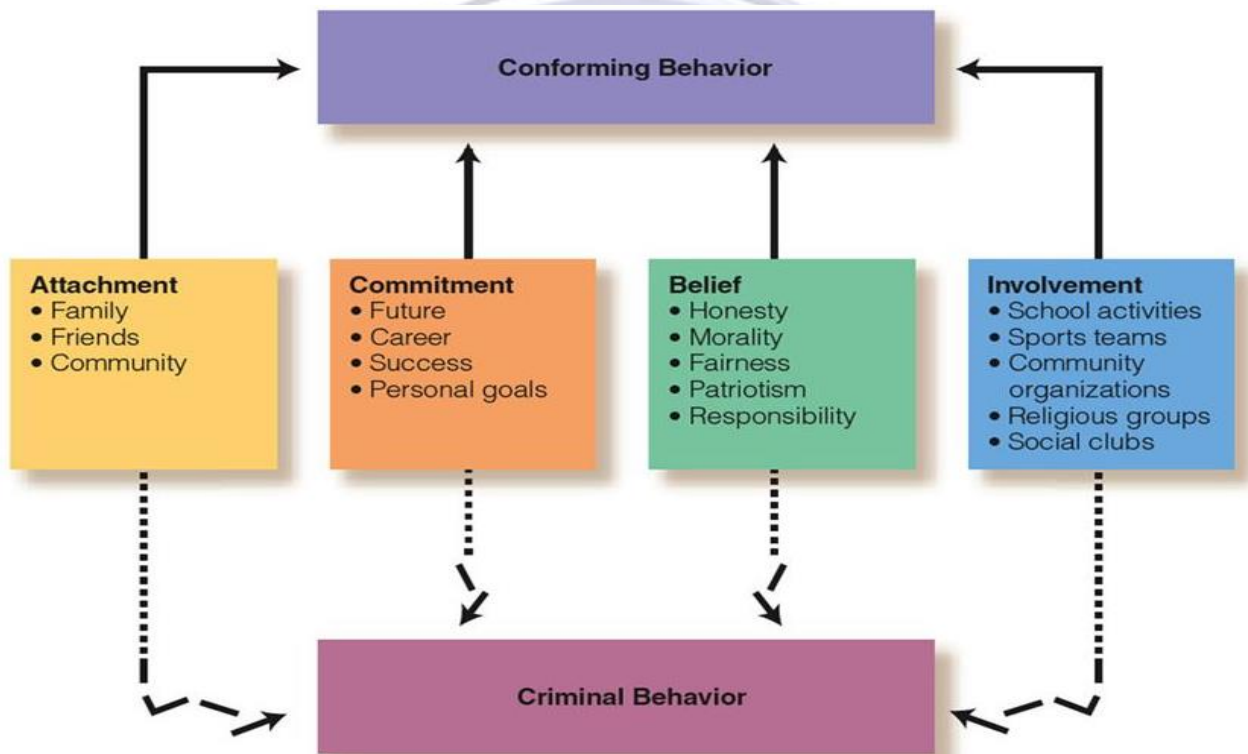 Conforming Behavior
Attachment
• Family
• Friends
• Community
Commitment
• Future
• Career
• Success
• Personal goals
Belief
• Honesty
• Morality
• Fairness
• Patriotism
• Responsibility
Involvement
• School activities
• Sports teams
• Community
organizations
• Religious groups
• Social clubs
Criminal Behavior